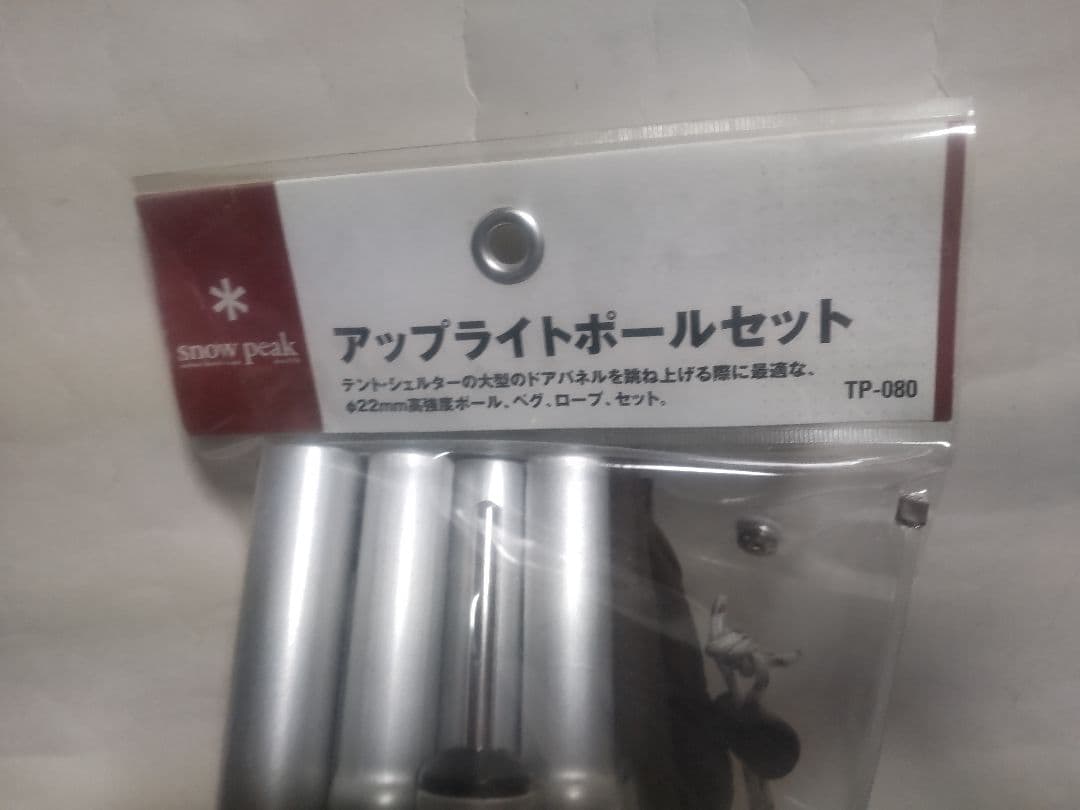 snow peak
アップライトポールセット
テント・シェルターの大型のドアパネルを跳ね上げる際に最適な、
φ22mm高強度ポール、ペグ、ロープ、セット。
TP-080